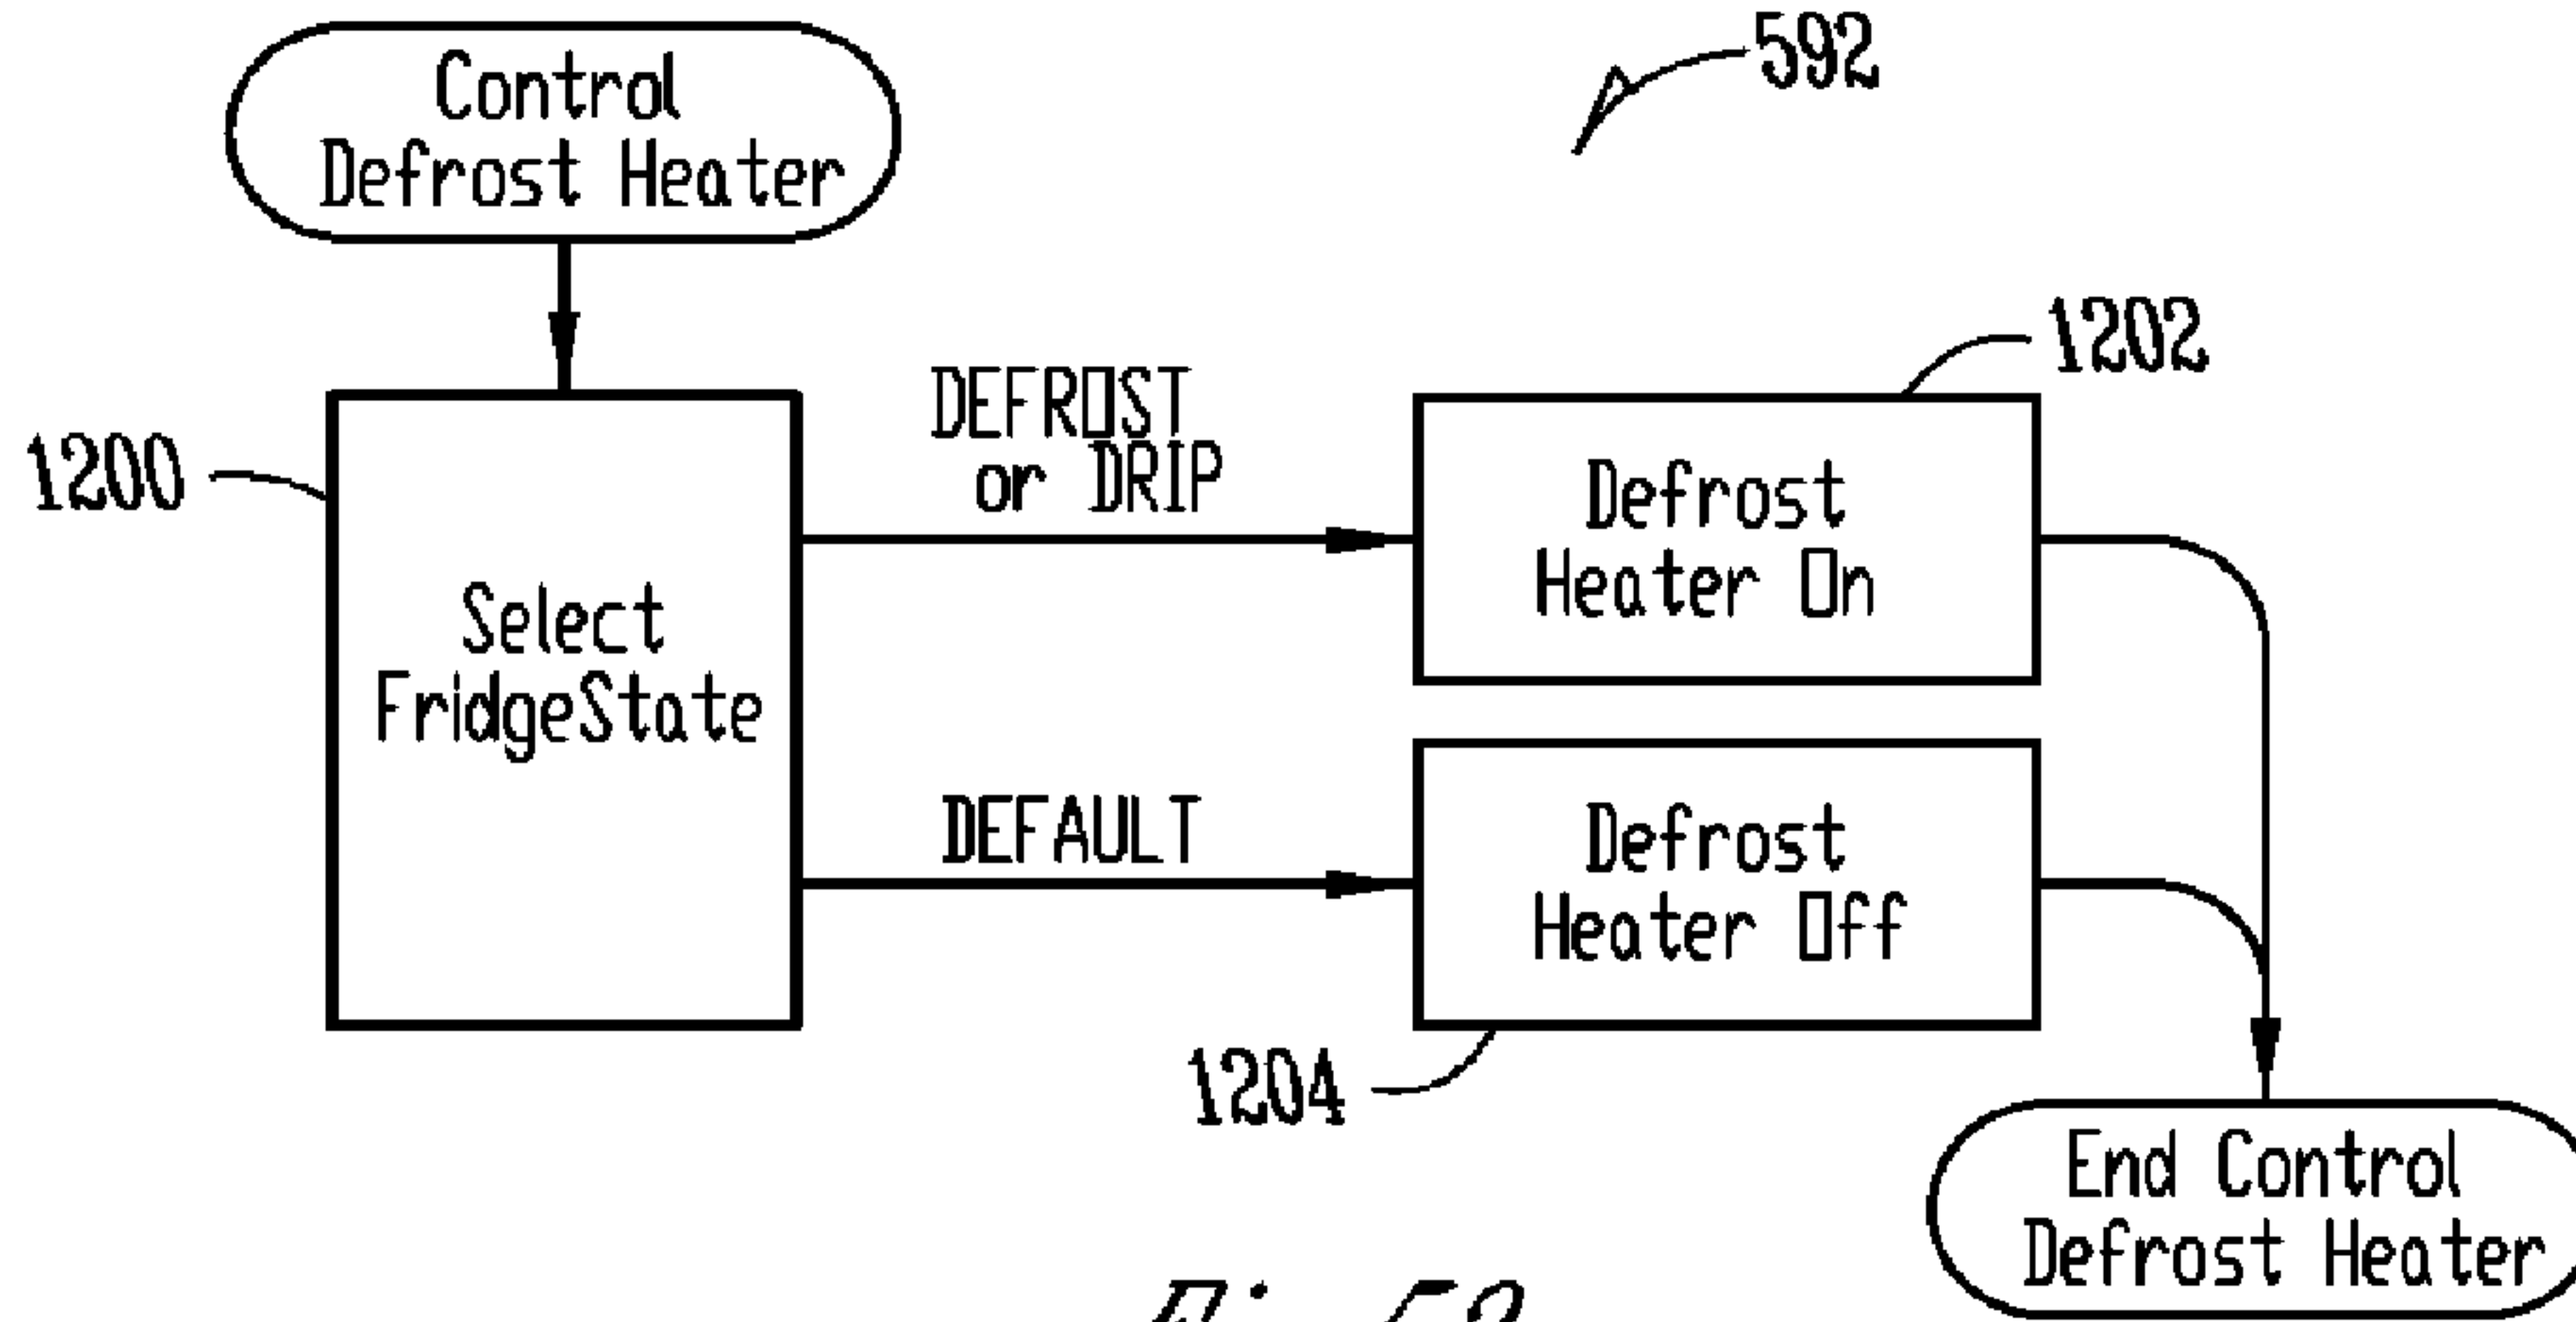 Control
Defrost Heater
592
1200
Select
FridgeState
DEFROST
or DRIP
1202
Defrost
Heater On
DEFAULT
Defrost
Heater Off
1204
End Control
Defrost Heater